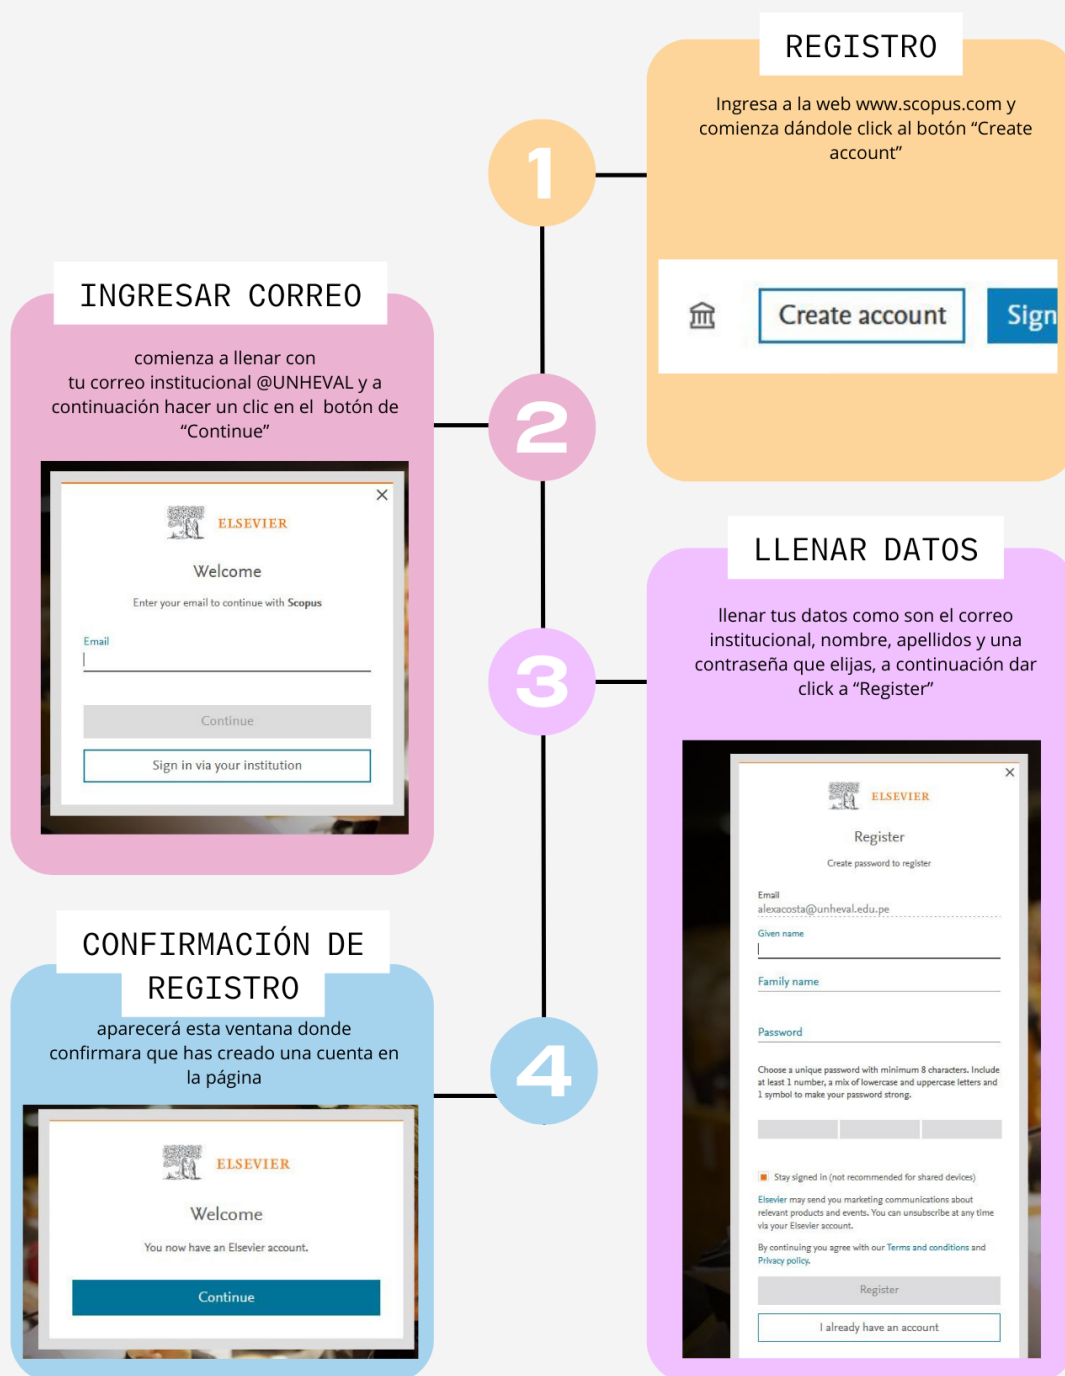 REGISTRO
Ingresa a la web www.scopus.com y
comienza dándole click al botón “Create
account”
1
Create account
Sign
INGRESAR CORREO
comienza a llenar con
tu correo institucional @UNHEVAL y a
continuación hacer un clic en el botón de
“Continue”
2
ELSEVIER
Welcome
Enter your email to continue with Scopus
Email
Continue
Sign in via your institution
LLENAR DATOS
llenar tus datos como son el correo
institucional, nombre, apellidos y una
contraseña que elijas, a continuación dar
click a “Register”
3
ELSEVIER
Register
Create password to register
Email
alexacosta@unheval.edu.pe
Given name
Family name
Password
Choose a unique password with minimum 8 characters. Include
at least 1 number, a mix of lowercase and uppercase letters and
1 symbol to make your password strong.
Stay signed in (not recommended for shared devices)
Elsevier may send you marketing communications about
relevant products and events. You can unsubscribe at any time
via your Elsevier account.
By continuing you agree with our Terms and conditions and
Privacy policy.
Register
I already have an account
CONFIRMACIÓN DE
REGISTRO
aparecerá esta ventana donde
confirmara que has creado una cuenta en
la página
4
ELSEVIER
Welcome
You now have an Elsevier account.
Continue